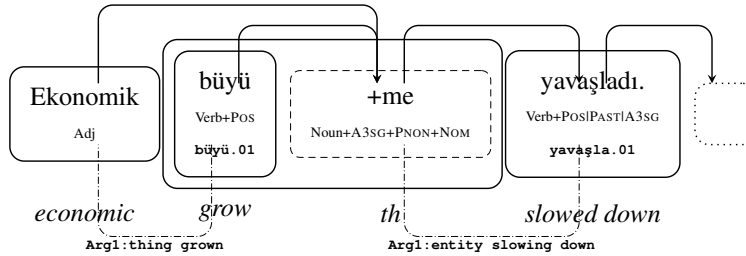 Ekonomik büyü +me yavaşladı.
Adj Verb+POS Noun+A3SG+PNON+NOM Verb+POS|PAST|A3SG
büyü.01 yavaşla.01
economic grow th slowed down
Arg1:thing grown Arg1:entity slowing down